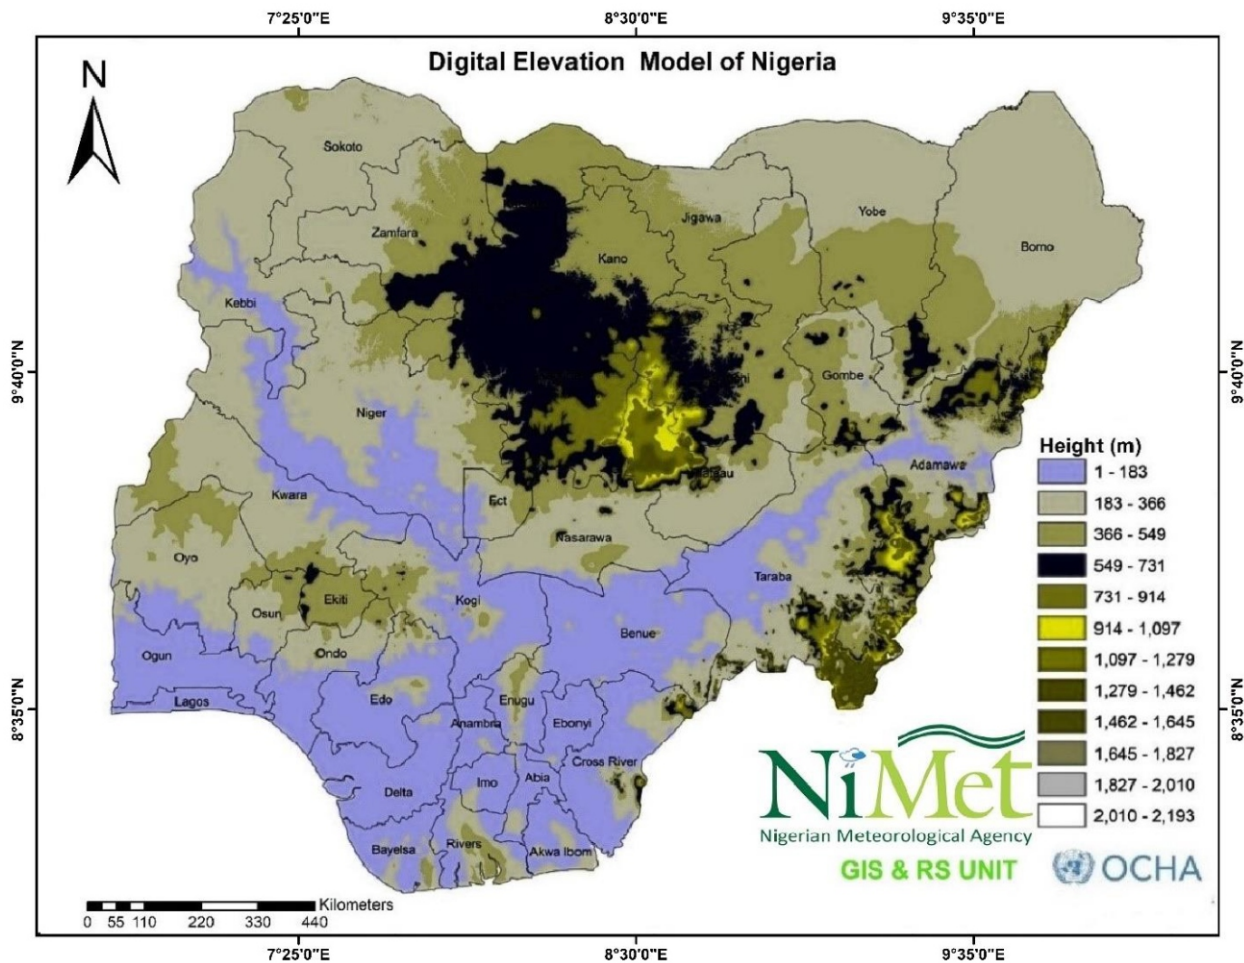 7°25'0"E
8°30'0"E
9°35'0"E
Digital Elevation Model of Nigeria
N
Sokoto
Zamfara
Kano
Jigawa
Yobe
Borno
Kebbi
9°40'0"N
9°40'0"N
Gombe
Niger
Height (m)
Adamawa
1 - 183
Kwara
Fct
183 - 366
Nasarawa
366 - 549
Oyo
549 - 731
Taraba
Osun
Ekiti
Kogi
731 - 914
Benue
914 - 1,097
Ogun
Ondo
1,097 - 1,279
Lagos
Edo
Enugu
1,279 - 1,462
8°35'0"N
8°35'0"N
Anambra
Ebonyi
1,462 - 1,645
Cross River
1,645 - 1,827
Delta
Imo
Abia
NiMet
1,827 - 2,010
2,010 - 2,193
Nigerian Meteorological Agency
Bayelsa
Rivers
Akwa Ibom
GIS & RS UNIT
OCHA
Kilometers
0 55 110 220 330 440
7°25'0"E
8°30'0"E
9°35'0"E